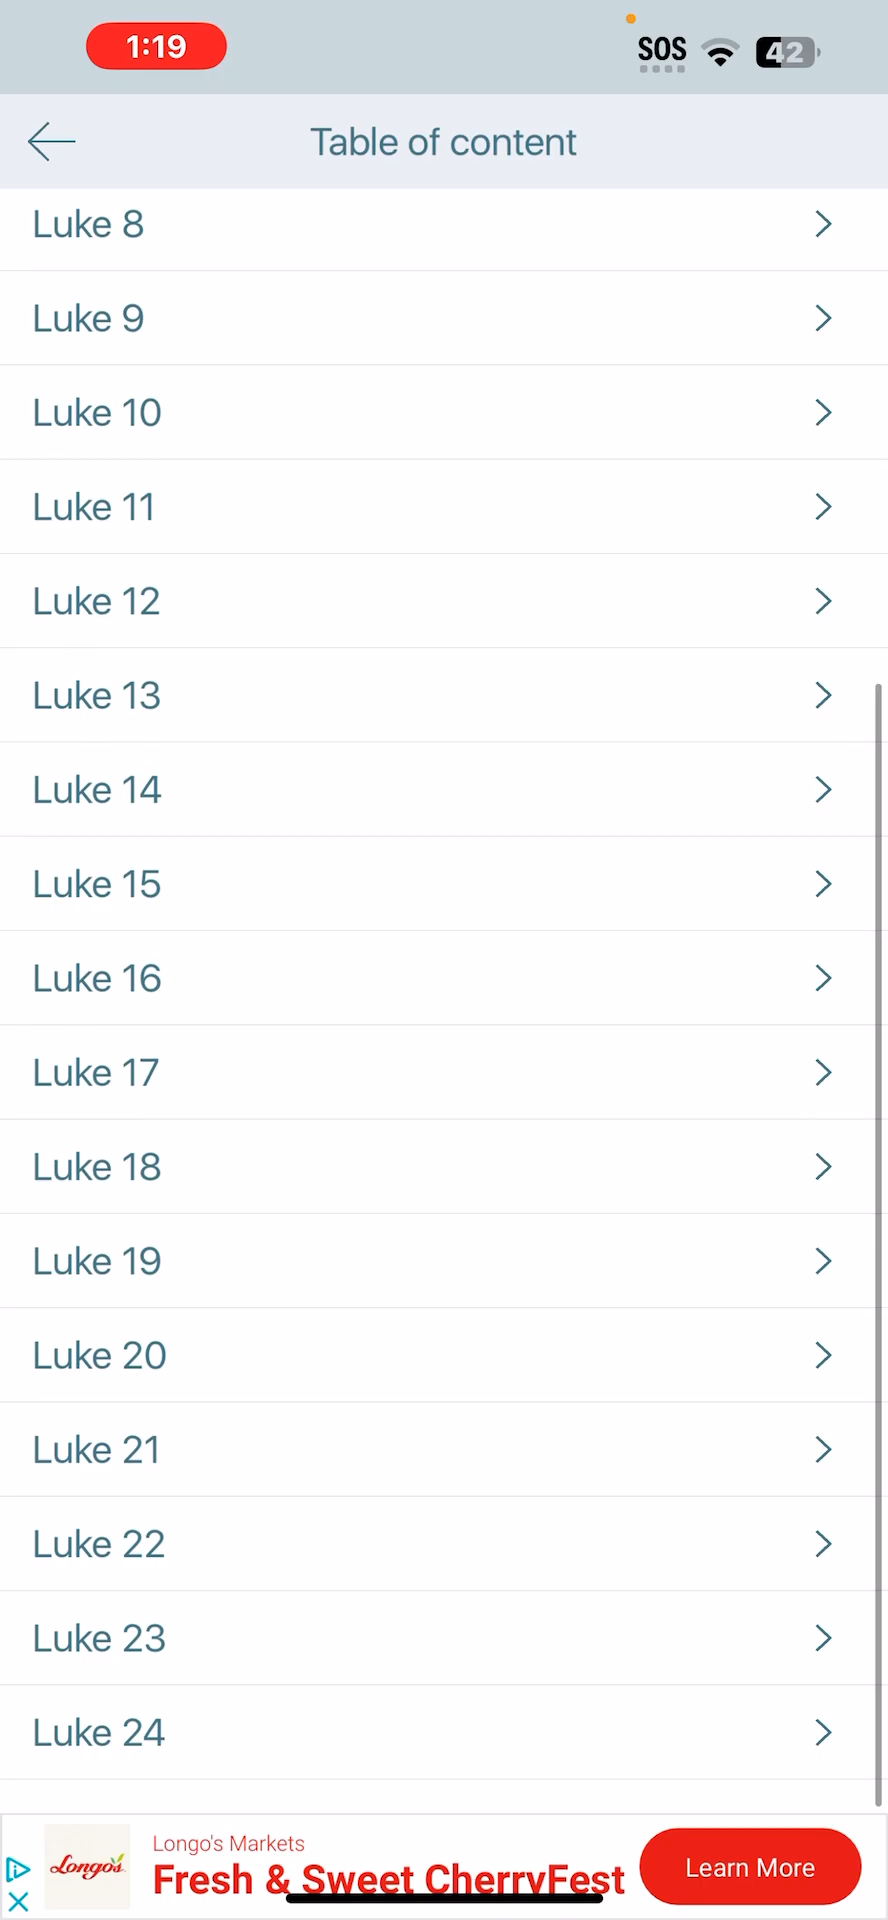 1:19
SOS
42
Table of content
Luke 8
Luke 9
Luke 10
Luke 11
Luke 12
Luke 13
Luke 14
Luke 15
Luke 16
Luke 17
Luke 18
Luke 19
Luke 20
Luke 21
Luke 22
Luke 23
Luke 24
Longo's
Longo's Markets
Fresh & Sweet CherryFest
Learn More